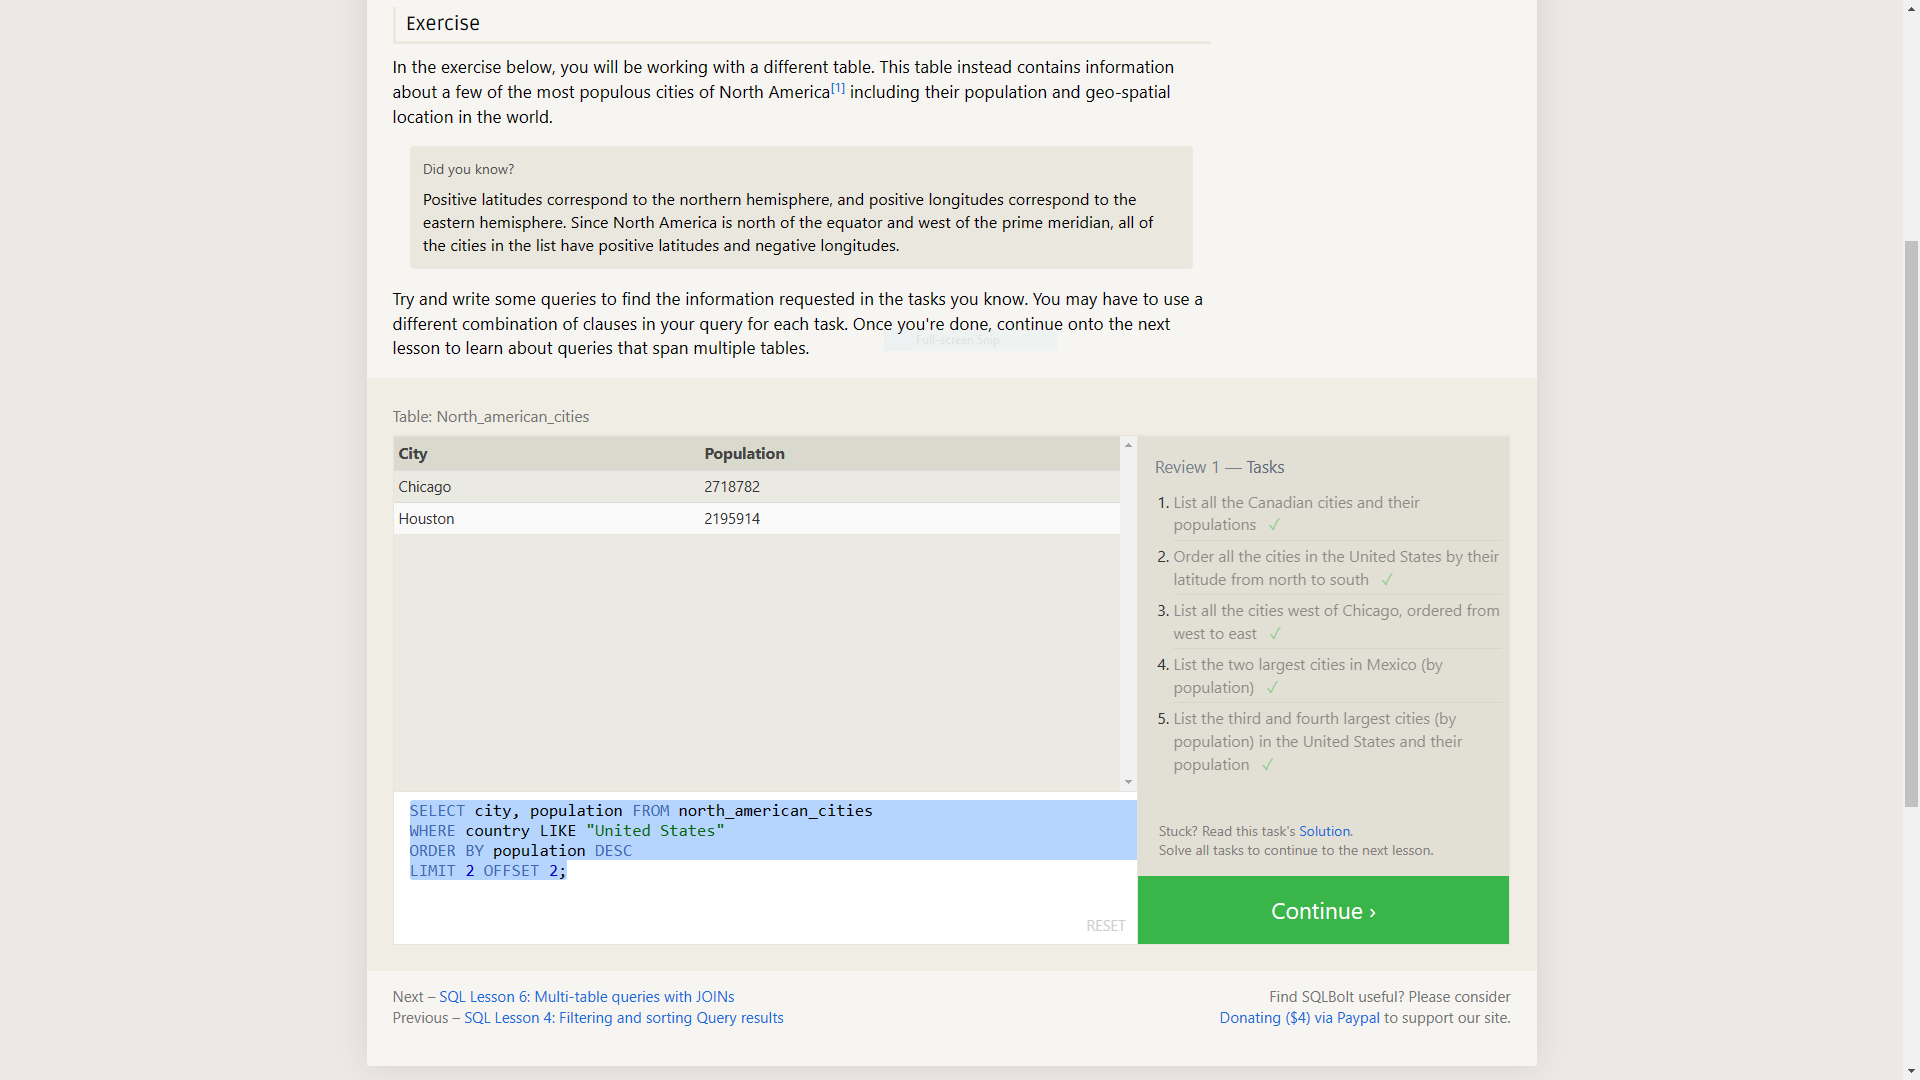 Exercise
In the exercise below, you will be working with a different table. This table instead contains information
about a few of the most populous cities of North America[1] including their population and geo-spatial
location in the world.
Did you know?
Positive latitudes correspond to the northern hemisphere, and positive longitudes correspond to the
eastern hemisphere. Since North America is north of the equator and west of the prime meridian, all of
the cities in the list have positive latitudes and negative longitudes.
Try and write some queries to find the information requested in the tasks you know. You may have to use a
different combination of clauses in your query for each task. Once you're done, continue onto the next
lesson to learn about queries that span multiple tables.
Full-screen Snip
Table: North_american_cities
City Population
Chicago 2718782
Houston 2195914
SELECT city, population FROM north_american_cities
WHERE country LIKE "United States"
ORDER BY population DESC
LIMIT 2 OFFSET 2;
RESET
Review 1 — Tasks
1. List all the Canadian cities and their
populations ✓
2. Order all the cities in the United States by their
latitude from north to south ✓
3. List all the cities west of Chicago, ordered from
west to east ✓
4. List the two largest cities in Mexico (by
population) ✓
5. List the third and fourth largest cities (by
population) in the United States and their
population ✓
Stuck? Read this task's Solution.
Solve all tasks to continue to the next lesson.
Continue ›
Next – SQL Lesson 6: Multi-table queries with JOINs
Previous – SQL Lesson 4: Filtering and sorting Query results
Find SQLBolt useful? Please consider
Donating ($4) via Paypal to support our site.